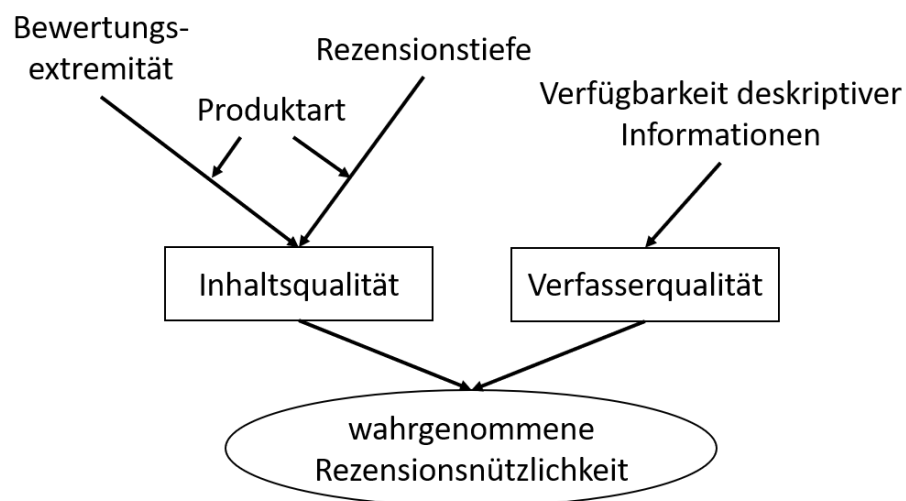 Bewertungs-
extremität
Rezensionstiefe
Produktart
Verfügbarkeit deskriptiver
Informationen
Inhaltsqualität
Verfasserqualität
wahrgenommene
Rezensionsnützlichkeit